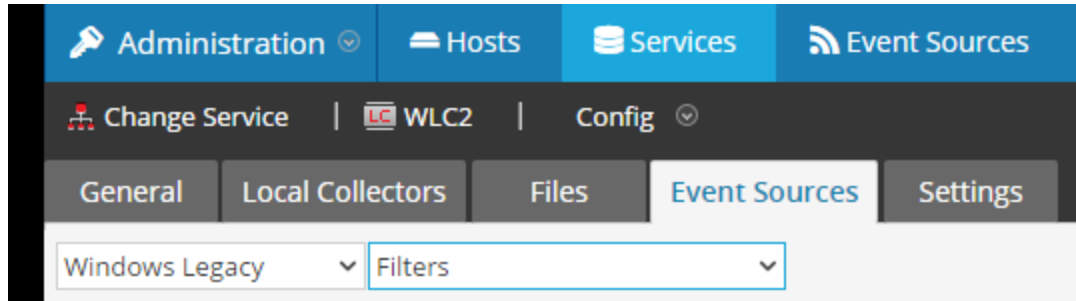 Administration Hosts Services Event Sources
Change Service | LC WLC2 | Config
General Local Collectors Files Event Sources Settings
Windows Legacy Filters